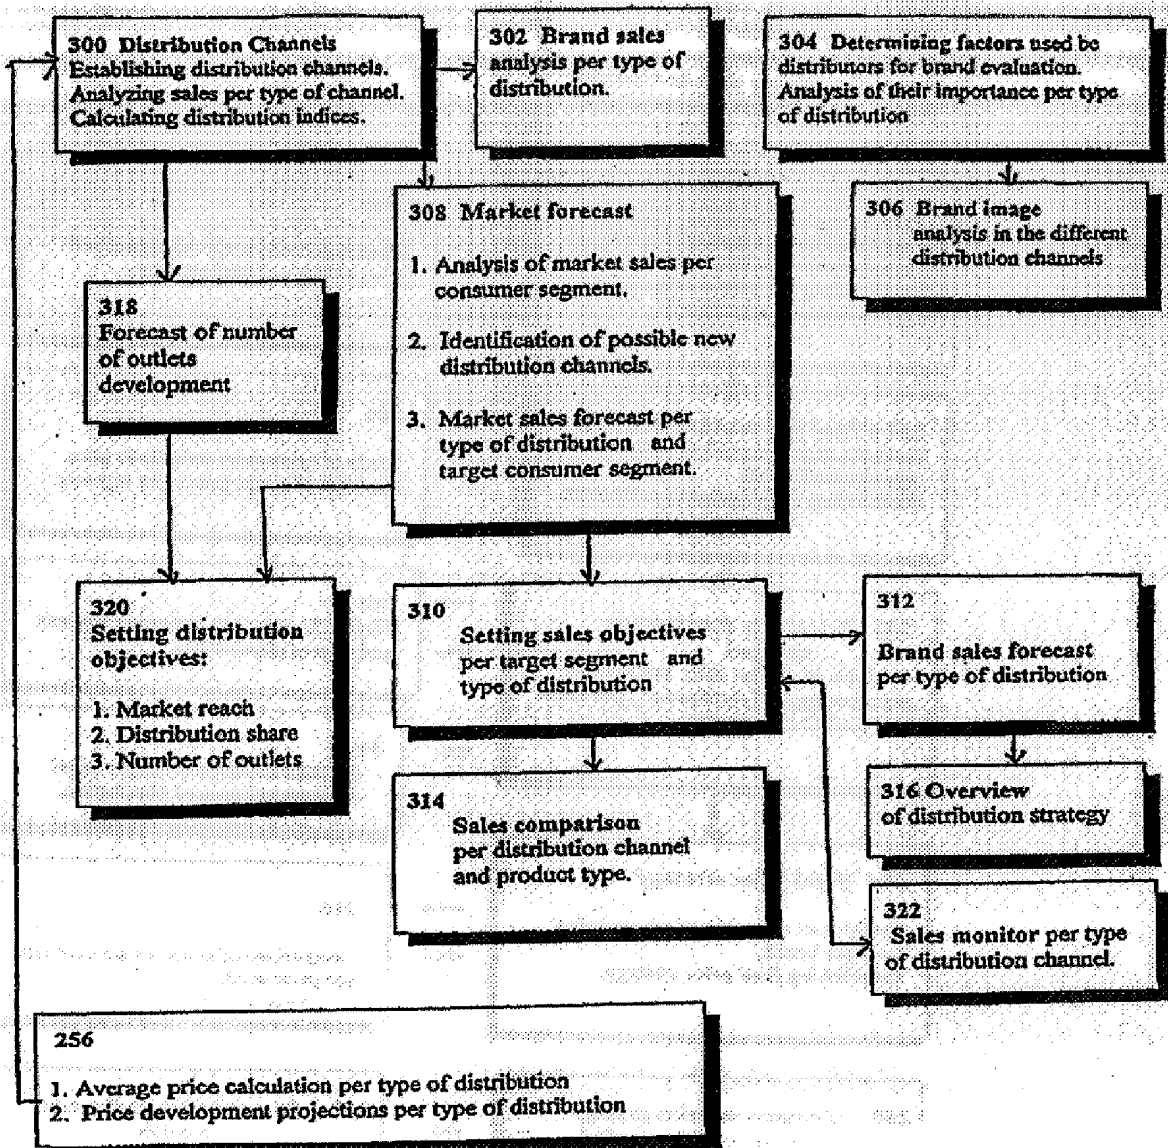 300 Distribution Channels
Establishing distribution channels.
Analyzing sales per type of channel.
Calculating distribution indices.
302 Brand sales
analysis per type of
distribution.
304 Determining factors used be
distributors for brand evaluation.
Analysis of their importance per type
of distribution
306 Brand image
analysis in the different
distribution channels
308 Market forecast
1. Analysis of market sales per
consumer segment.
2. Identification of possible new
distribution channels.
3. Market sales forecast per
type of distribution and
target consumer segment.
318
Forecast of number
of outlets
development
320
Setting distribution
objectives:
1. Market reach
2. Distribution share
3. Number of outlets
310
Setting sales objectives
per target segment and
type of distribution
312
Brand sales forecast
per type of distribution
314
Sales comparison
per distribution channel
and product type.
316 Overview
of distribution strategy
322
Sales monitor per type
of distribution channel.
256
1. Average price calculation per type of distribution
2. Price development projections per type of distribution